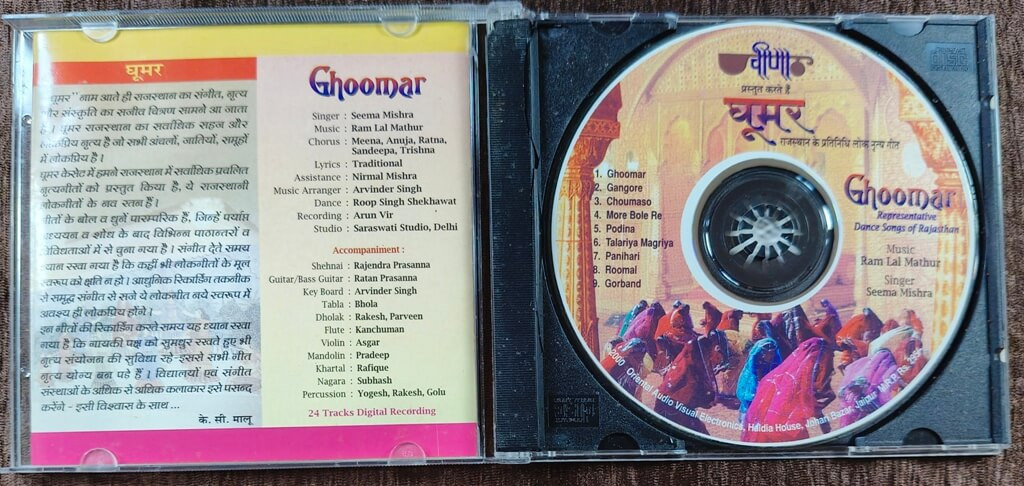 घूमर
"घूमर" नाम आते ही राजस्थान का संगीत, नृत्य
और संस्कृति का सजीव चित्रण सामने आ जाता
है। घूमर राजस्थान का सर्वाधिक सहज और
लोकप्रिय नृत्य है जो सभी अंचलों, जातियों, समूहों
में लोकप्रिय है।
घूमर केसेट में हमने राजस्थान में सर्वाधिक प्रचलित
नृत्यगीतों को प्रस्तुत किया है, ये राजस्थानी
लोकगीतों के नव रतन हैं।
गीतों के बोल व धुनें पारम्परिक हैं, जिन्हें पर्याप्त
अध्ययन व शोध के बाद विभिन्न पाठान्तरों व
विविधताओं में से चुना गया है। संगीत देते समय
ध्यान रखा गया है कि कहीं भी लोकगीतों के मूल
स्वरूप को क्षति न हो। आधुनिक रिकार्डिंग तकनीक
से समृद्ध संगीत से सजे ये लोकगीत नये स्वरूप में
अवश्य ही लोकप्रिय होंगे।
इन गीतों की रिकार्डिंग करते समय यह ध्यान रखा
गया है कि गायकी पक्ष को सुमधुर रखते हुए भी
नृत्य संयोजन की सुविधा रहे-इससे सभी गीत
नृत्य योग्य बन पड़े हैं। विद्यालयों एवं संगीत
संस्थाओं के अधिक से अधिक कलाकार इसे पसन्द
करेंगे - इसी विश्वास के साथ ...
के. सी. मालू
Ghoomar
Singer : Seema Mishra
Music : Ram Lal Mathur
Chorus : Meena, Anuja, Ratna,
Sandeepa, Trishna
Lyrics : Traditional
Assistance : Nirmal Mishra
Music Arranger : Arvinder Singh
Dance : Roop Singh Shekhawat
Recording : Arun Vir
Studio : Saraswati Studio, Delhi
Accompaniment :
Shehnai : Rajendra Prasanna
Guitar/Bass Guitar : Ratan Prasanna
Key Board : Arvinder Singh
Tabla : Bhola
Dholak : Rakesh, Parveen
Flute : Kanchuman
Violin : Asgar
Mandolin : Pradeep
Khartal : Rafique
Nagara : Subhash
Percussion : Yogesh, Rakesh, Golu
24 Tracks Digital Recording
वीणा
प्रस्तुत करते हैं
घूमर
राजस्थान के प्रतिनिधि लोक नृत्य गीत
1. Ghoomar
2. Gangore
3. Choumaso
4. More Bole Re
5. Podina
6. Talariya Magriya
7. Panihari
8. Roomal
9. Gorband
Ghoomar
Representative
Dance Songs of Rajasthan
Music
Ram Lal Mathur
Singer
Seema Mishra
2000 Oriental Audio Visual Electronics, Haldia House, Johari Bazar, Jaipur M.R.P. Rs.